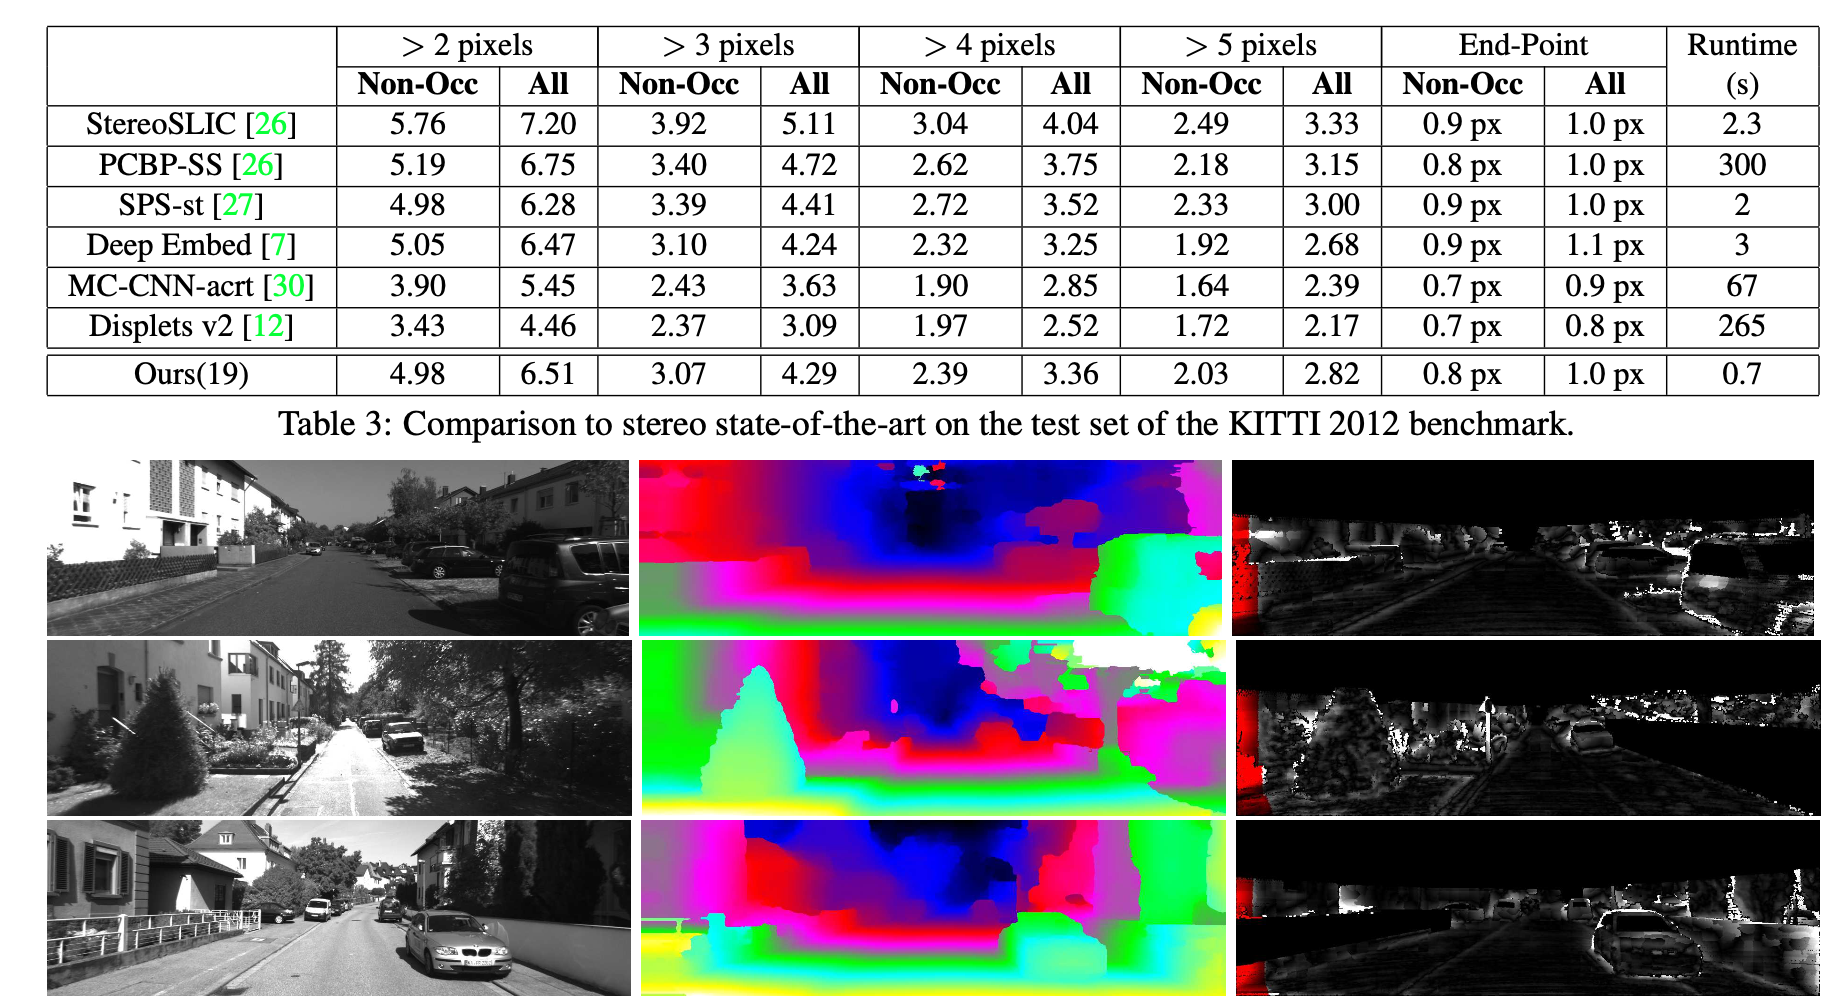 > 2 pixels > 3 pixels > 4 pixels > 5 pixels End-Point Runtime
Non-Occ All Non-Occ All Non-Occ All Non-Occ All Non-Occ All (s)
StereoSLIC [26] 5.76 7.20 3.92 5.11 3.04 4.04 2.49 3.33 0.9 px 1.0 px 2.3
PCBP-SS [26] 5.19 6.75 3.40 4.72 2.62 3.75 2.18 3.15 0.8 px 1.0 px 300
SPS-st [27] 4.98 6.28 3.39 4.41 2.72 3.52 2.33 3.00 0.9 px 1.0 px 2
Deep Embed [7] 5.05 6.47 3.10 4.24 2.32 3.25 1.92 2.68 0.9 px 1.1 px 3
MC-CNN-acrt [30] 3.90 5.45 2.43 3.63 1.90 2.85 1.64 2.39 0.7 px 0.9 px 67
Displets v2 [12] 3.43 4.46 2.37 3.09 1.97 2.52 1.72 2.17 0.7 px 0.8 px 265
Ours(19) 4.98 6.51 3.07 4.29 2.39 3.36 2.03 2.82 0.8 px 1.0 px 0.7
Table 3: Comparison to stereo state-of-the-art on the test set of the KITTI 2012 benchmark.